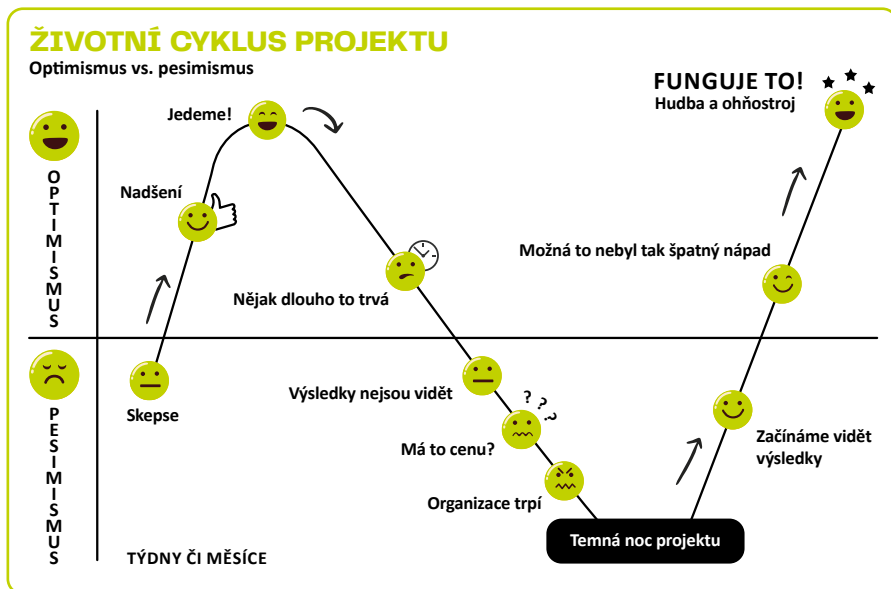 ŽIVOTNÍ CYKLUS PROJEKTU
Optimismus vs. pesimismus
OPTIMISMUS
PESIMISMUS
Skepse
Nadšení
Jedeme!
Nějak dlouho to trvá
Výsledky nejsou vidět
? ? ?
Má to cenu?
Organizace trpí
Temná noc projektu
Začínáme vidět
výsledky
Možná to nebyl tak špatný nápad
FUNGUJE TO!
Hudba a ohňostroj
TÝDNY ČI MĚSÍCE